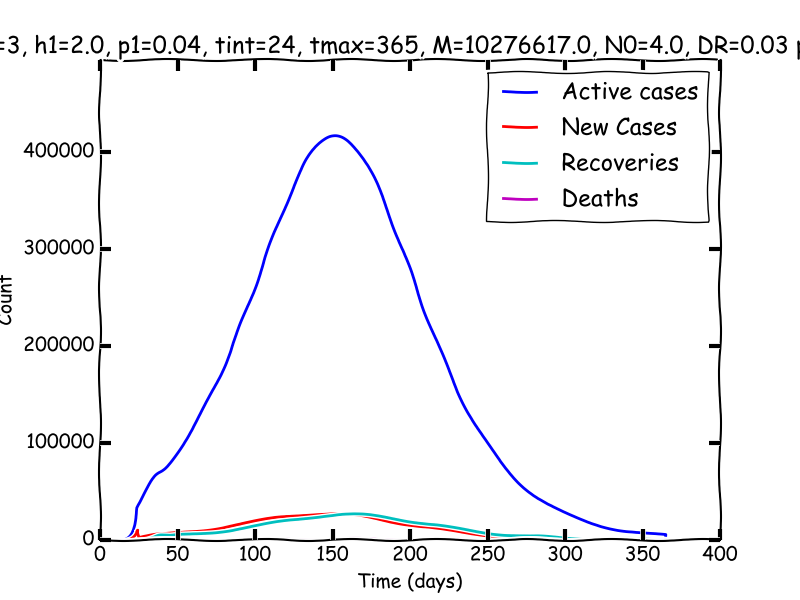 =3, h1=2.0, p1=0.04, tint=24, tmax=365, M=10276617.0, N0=4.0, DR=0.03 p
Active cases
New Cases
Recoveries
Deaths
Count
400000
300000
200000
100000
0
0 50 100 150 200 250 300 350 400
Time (days)